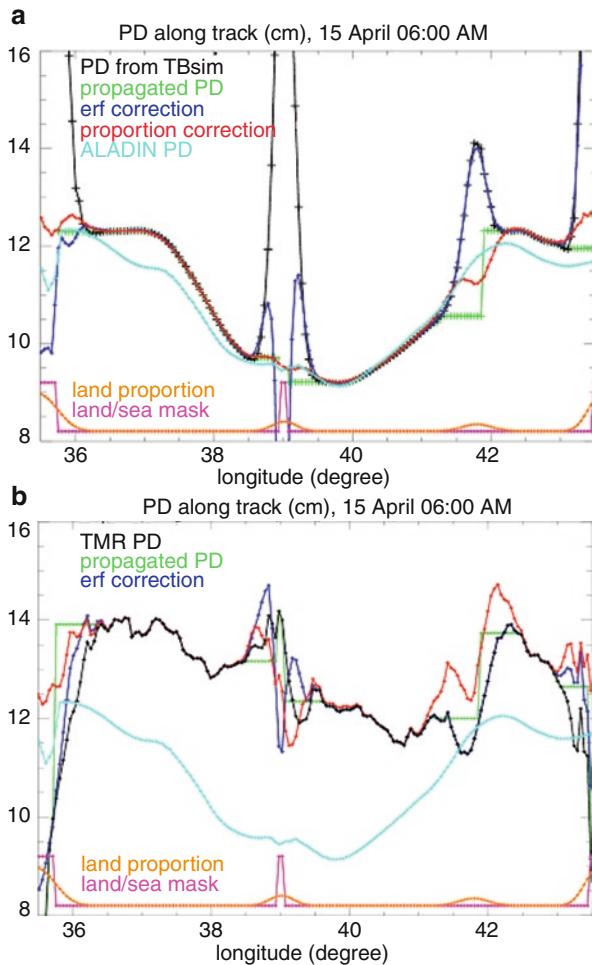 a
PD along track (cm), 15 April 06:00 AM
16
PD from TBsim
propagated PD
erf correction
proportion correction
ALADIN PD
14
12
10
land proportion
land/sea mask
8
36 38 40 42
longitude (degree)
b
PD along track (cm), 15 April 06:00 AM
16
TMR PD
propagated PD
erf correction
14
12
10
land proportion
land/sea mask
8
36 38 40 42
longitude (degree)